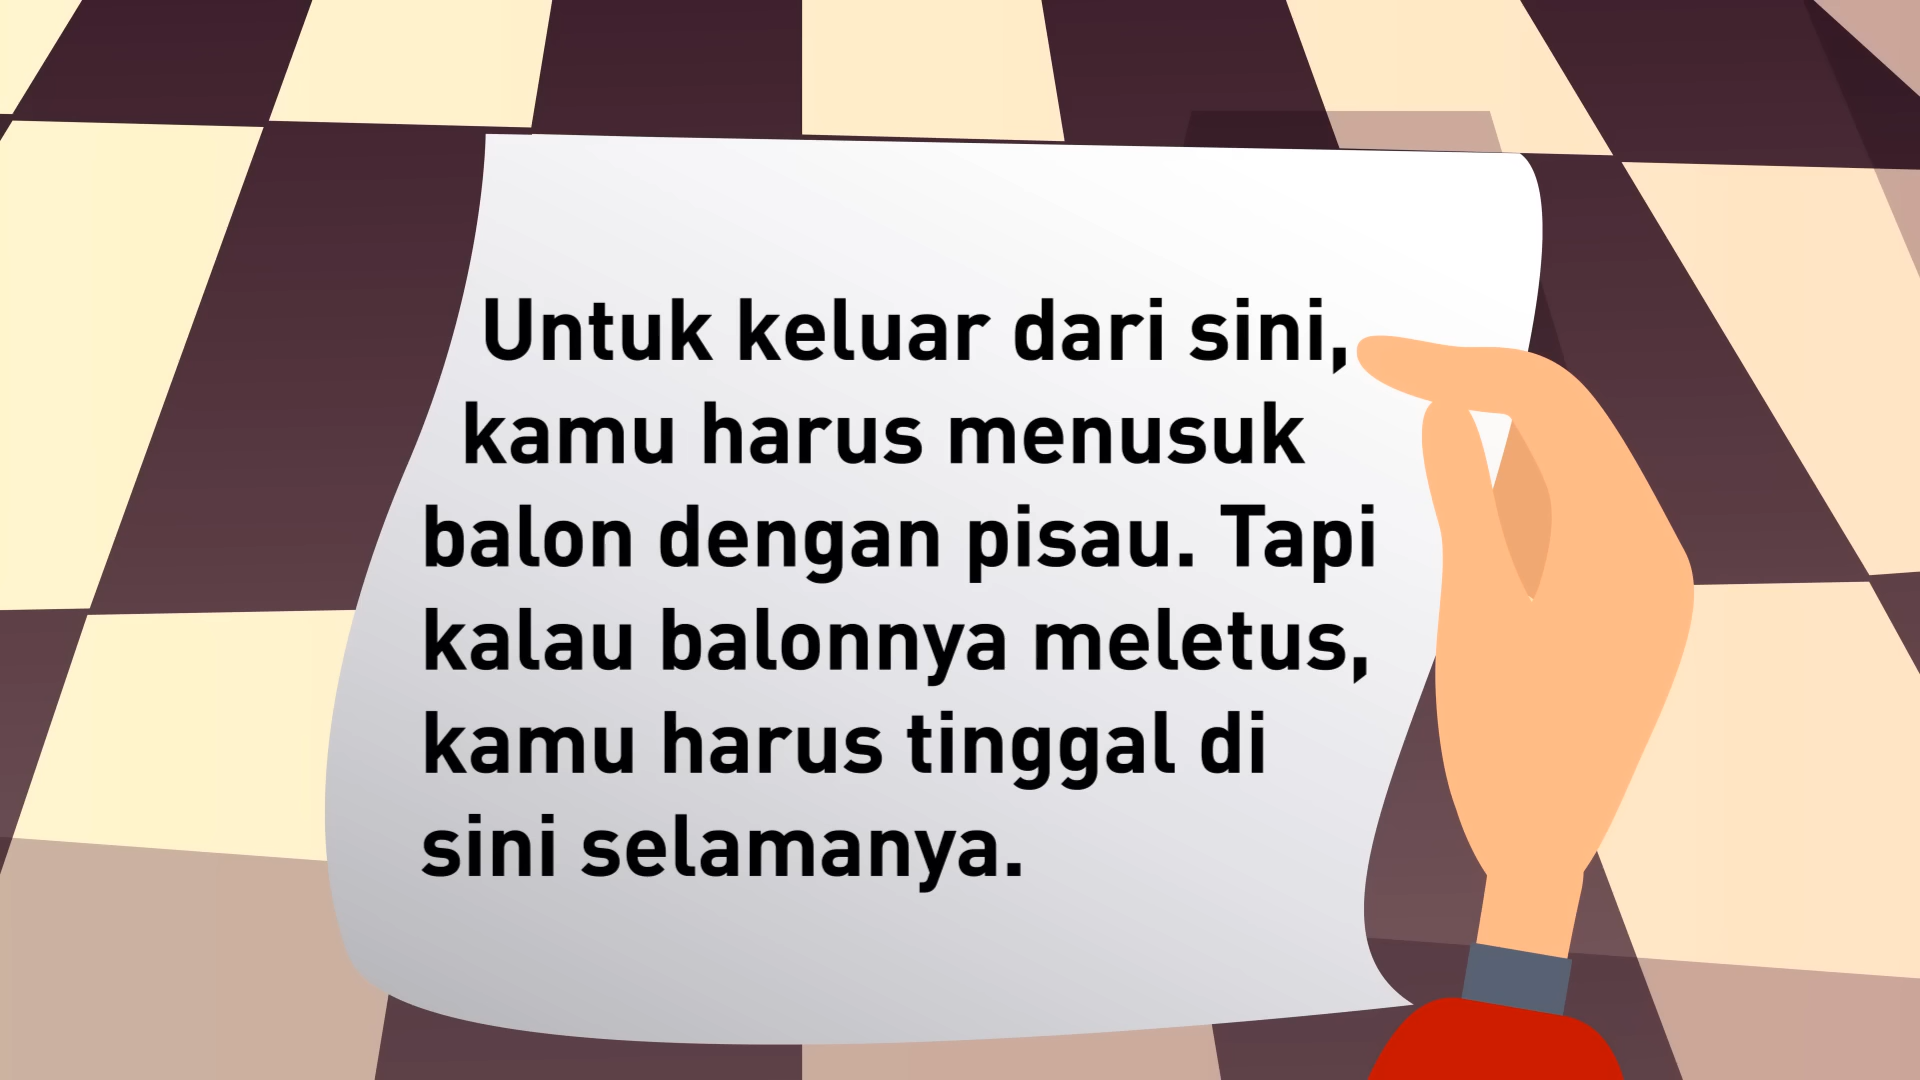 Untuk keluar dari sini,
kamu harus menusuk
balon dengan pisau. Tapi
kalau balonnya meletus,
kamu harus tinggal di
sini selamanya.